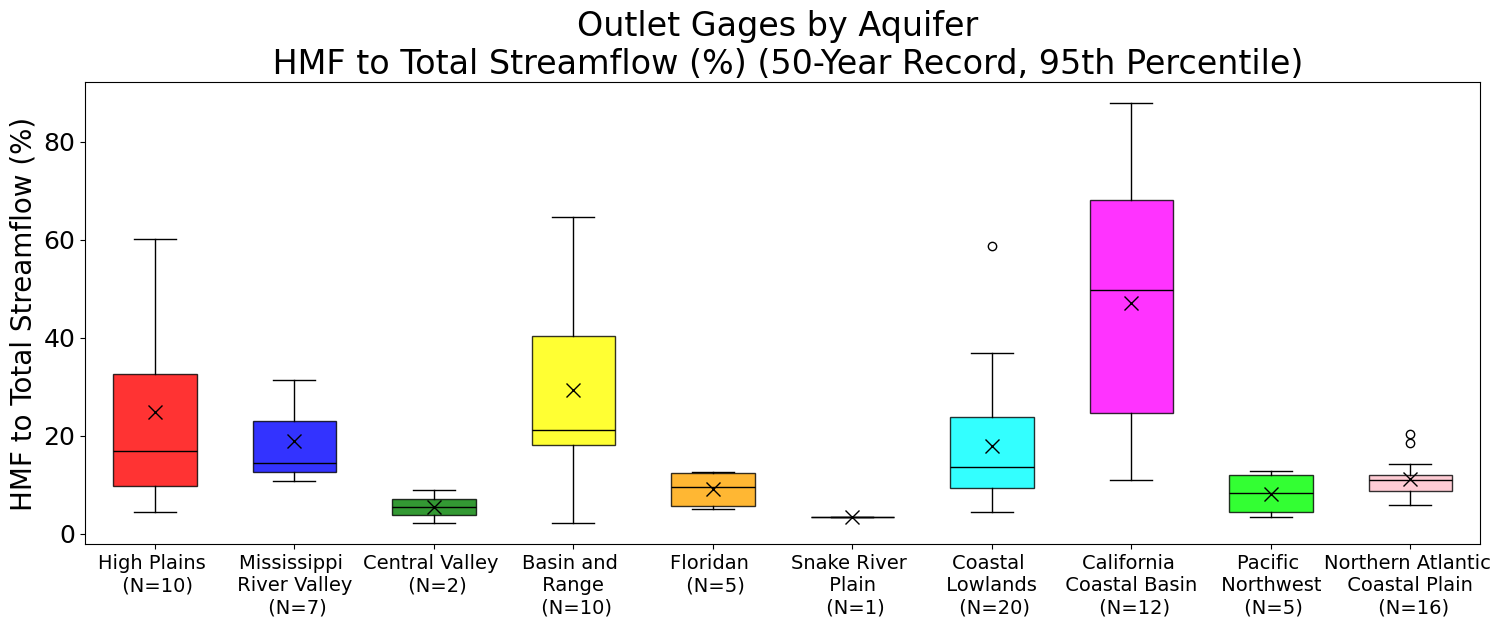 Outlet Gages by Aquifer
HMF to Total Streamflow (%) (50-Year Record, 95th Percentile)
HMF to Total Streamflow (%)
80
60
40
20
0
High Plains
(N=10)
Mississippi
River Valley
(N=7)
Central Valley
(N=2)
Basin and
Range
(N=10)
Floridan
(N=5)
Snake River
Plain
(N=1)
Coastal
Lowlands
(N=20)
California
Coastal Basin
(N=12)
Pacific
Northwest
(N=5)
Northern Atlantic
Coastal Plain
(N=16)